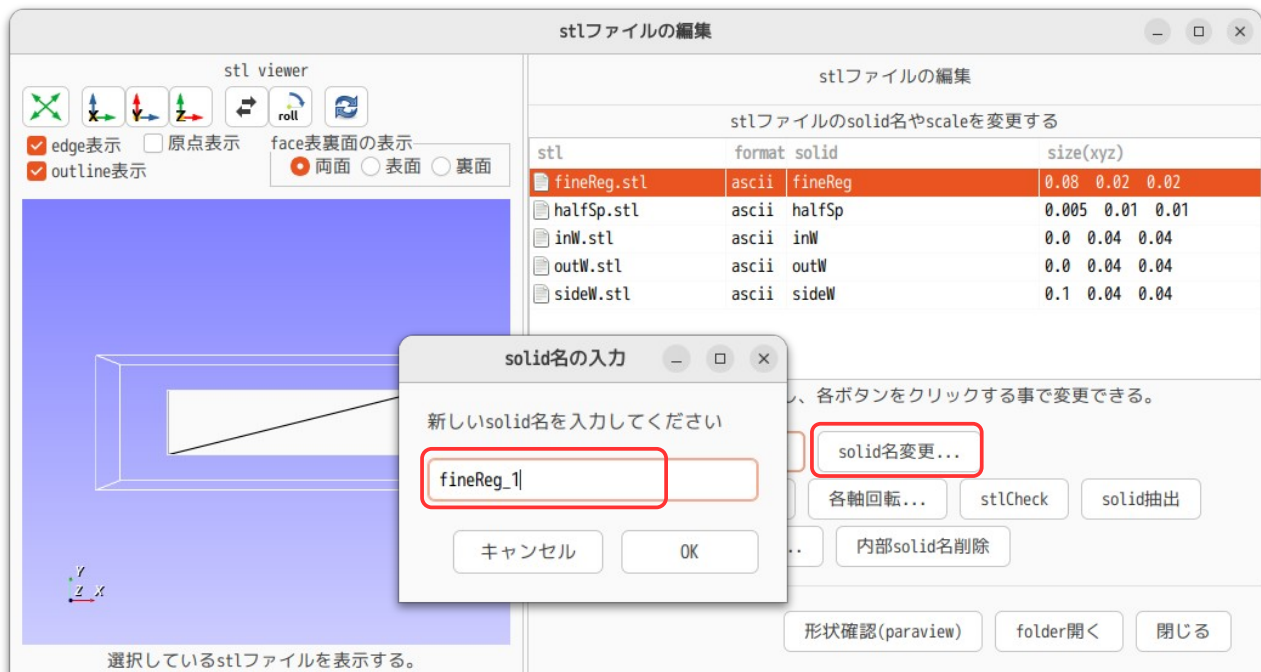 stlファイルの編集
stl viewer
X Y Z roll
edge表示 原点表示 face表裏面の表示
outline表示 両面 表面 裏面
Y
Z X
選択しているstlファイルを表示する。
stlファイルの編集
stlファイルのsolid名やscaleを変更する
stl format solid size(xyz)
fineReg.stl ascii fineReg 0.08 0.02 0.02
halfSp.stl ascii halfSp 0.005 0.01 0.01
inW.stl ascii inW 0.0 0.04 0.04
outW.stl ascii outW 0.0 0.04 0.04
sideW.stl ascii sideW 0.1 0.04 0.04
し、各ボタンをクリックする事で変更できる。
solid名変更...
各軸回転... stlCheck solid抽出
.. 内部solid名削除
形状確認(paraview) folder開く 閉じる
solid名の入力
新しいsolid名を入力してください
fineReg_1
キャンセル OK